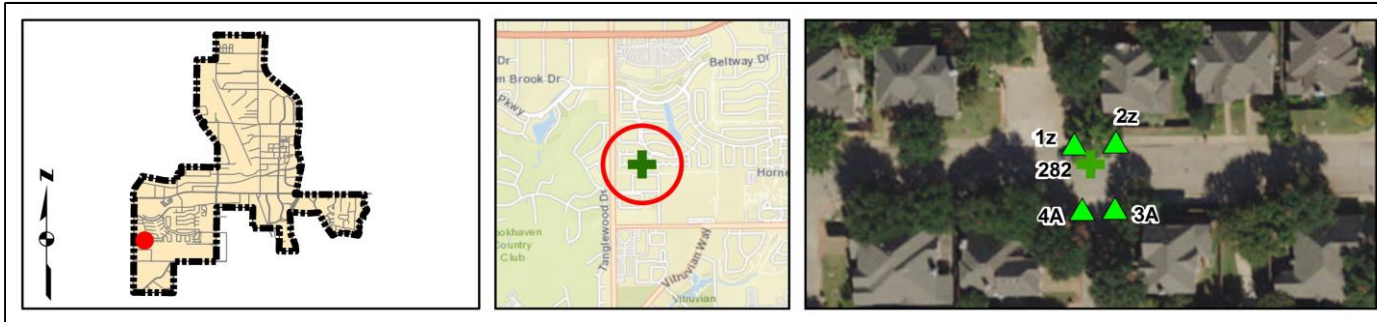 Z
Dr
n Brook Dr
Pkwy
Beltway Dr
Horne
Tanglewood Dr
ookhaven
Country
Club
Vitruvian Way
Vitruvian
1z
2z
282
4A
3A